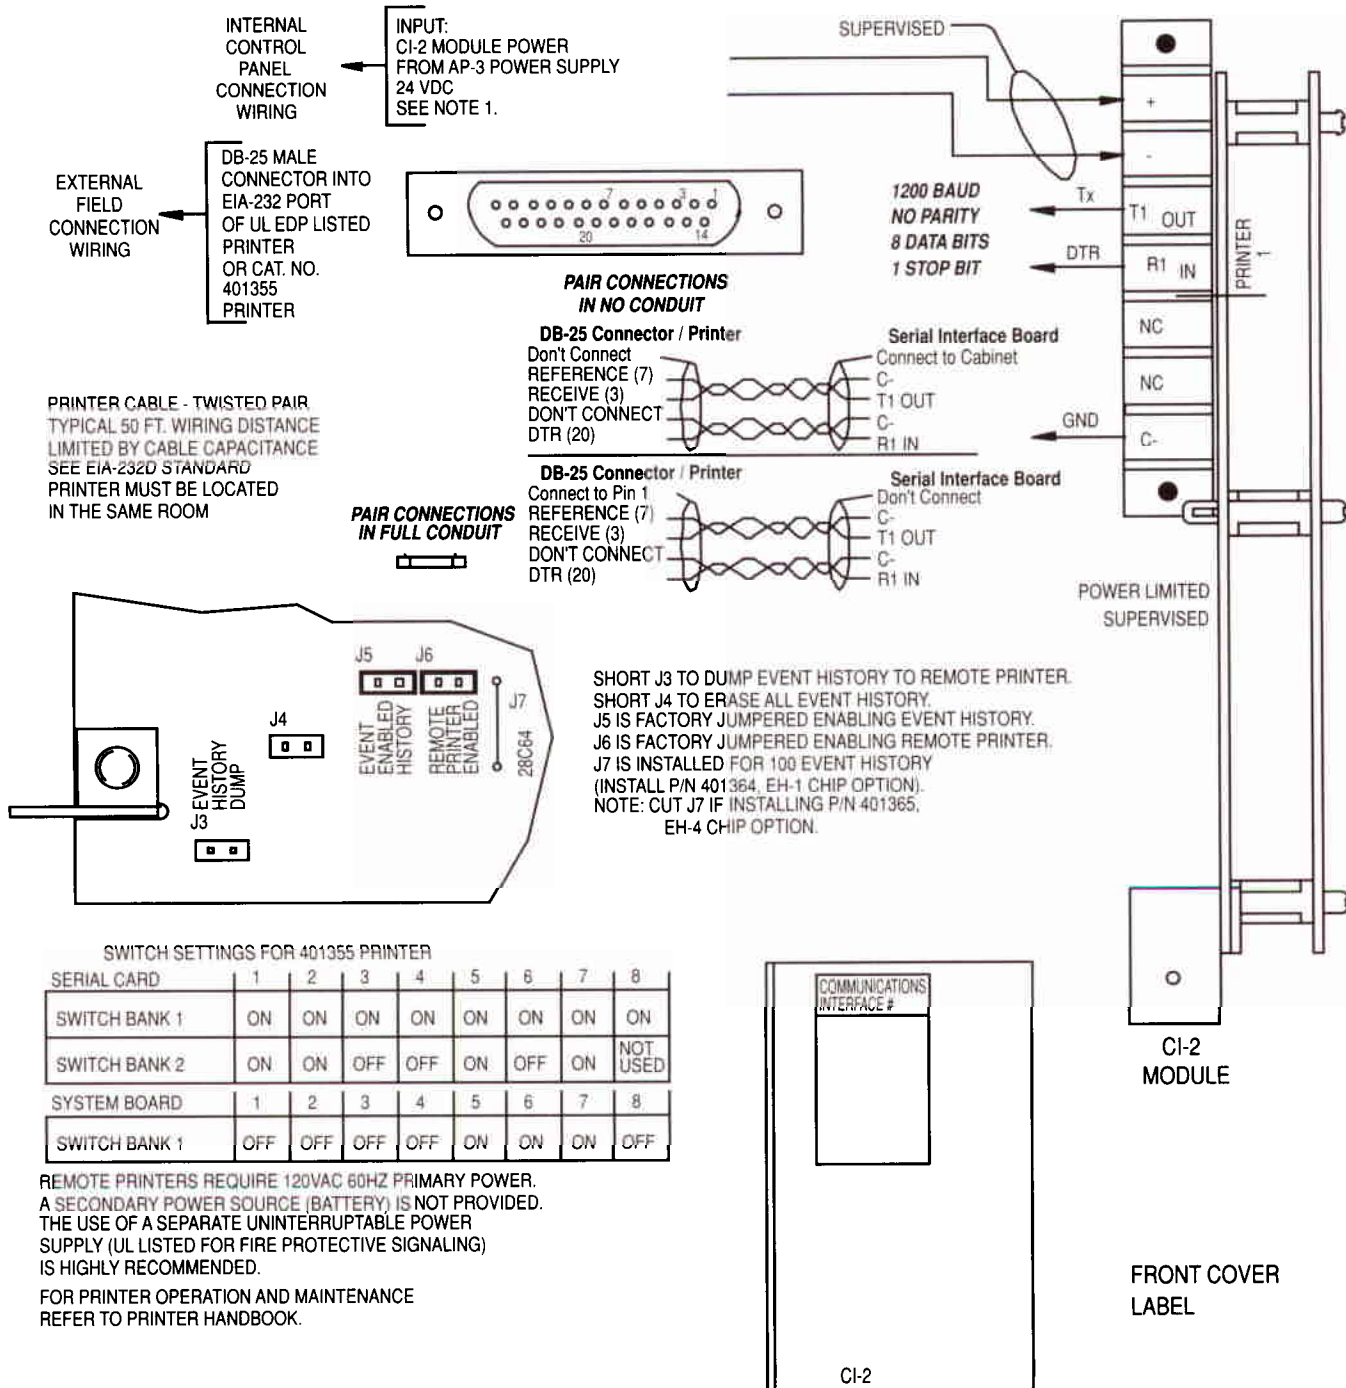 INTERNAL
CONTROL
PANEL
CONNECTION
WIRING
INPUT:
CI-2 MODULE POWER
FROM AP-3 POWER SUPPLY
24 VDC
SEE NOTE 1.
EXTERNAL
FIELD
CONNECTION
WIRING
DB-25 MALE
CONNECTOR INTO
EIA-232 PORT
OF UL EDP LISTED
PRINTER
OR CAT. NO.
401355
PRINTER
7 3 1
20 14
SUPERVISED
+
-
1200 BAUD
NO PARITY
8 DATA BITS
1 STOP BIT
Tx
DTR
GND
T1 OUT
R1 IN
NC
NC
C-
PRINTER
1
PAIR CONNECTIONS
IN NO CONDUIT
DB-25 Connector / Printer
Don't Connect
REFERENCE (7)
RECEIVE (3)
DON'T CONNECT
DTR (20)
Serial Interface Board
Connect to Cabinet
C-
T1 OUT
C-
R1 IN
PRINTER CABLE - TWISTED PAIR
TYPICAL 50 FT. WIRING DISTANCE
LIMITED BY CABLE CAPACITANCE
SEE EIA-232D STANDARD
PRINTER MUST BE LOCATED
IN THE SAME ROOM
PAIR CONNECTIONS
IN FULL CONDUIT
DB-25 Connector / Printer
Connect to Pin 1
REFERENCE (7)
RECEIVE (3)
DON'T CONNECT
DTR (20)
Serial Interface Board
Don't Connect
C-
T1 OUT
C-
R1 IN
POWER LIMITED
SUPERVISED
J5
J6
J7
28C64
EVENT
ENABLED
HISTORY
REMOTE
PRINTER
ENABLED
J4
EVENT
HISTORY
DUMP
J3
SHORT J3 TO DUMP EVENT HISTORY TO REMOTE PRINTER.
SHORT J4 TO ERASE ALL EVENT HISTORY.
J5 IS FACTORY JUMPERED ENABLING EVENT HISTORY.
J6 IS FACTORY JUMPERED ENABLING REMOTE PRINTER.
J7 IS INSTALLED FOR 100 EVENT HISTORY
(INSTALL P/N 401364, EH-1 CHIP OPTION).
NOTE: CUT J7 IF INSTALLING P/N 401365,
EH-4 CHIP OPTION.
SWITCH SETTINGS FOR 401355 PRINTER
SERIAL CARD 1 2 3 4 5 6 7 8
SWITCH BANK 1 ON ON ON ON ON ON ON ON
SWITCH BANK 2 ON ON OFF OFF ON OFF ON NOT USED
SYSTEM BOARD 1 2 3 4 5 6 7 8
SWITCH BANK 1 OFF OFF OFF OFF ON ON ON OFF
REMOTE PRINTERS REQUIRE 120VAC 60HZ PRIMARY POWER.
A SECONDARY POWER SOURCE (BATTERY) IS NOT PROVIDED.
THE USE OF A SEPARATE UNINTERRUPTABLE POWER
SUPPLY (UL LISTED FOR FIRE PROTECTIVE SIGNALING)
IS HIGHLY RECOMMENDED.
FOR PRINTER OPERATION AND MAINTENANCE
REFER TO PRINTER HANDBOOK.
COMMUNICATIONS
INTERFACE #
CI-2
CI-2
MODULE
FRONT COVER
LABEL